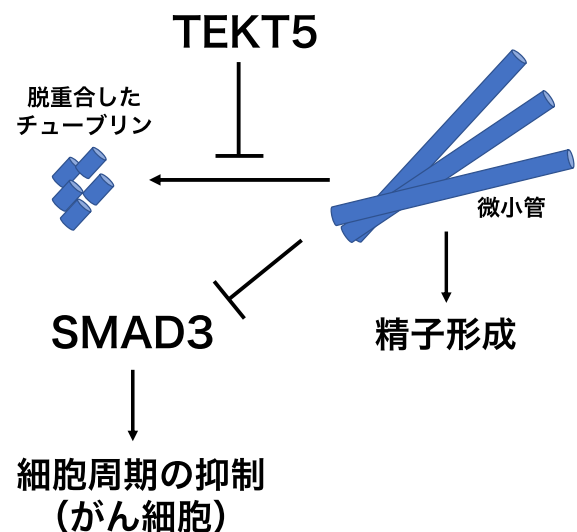 TEKT5
脱重合した
チューブリン
微小管
SMAD3
精子形成
細胞周期の抑制
（がん細胞）